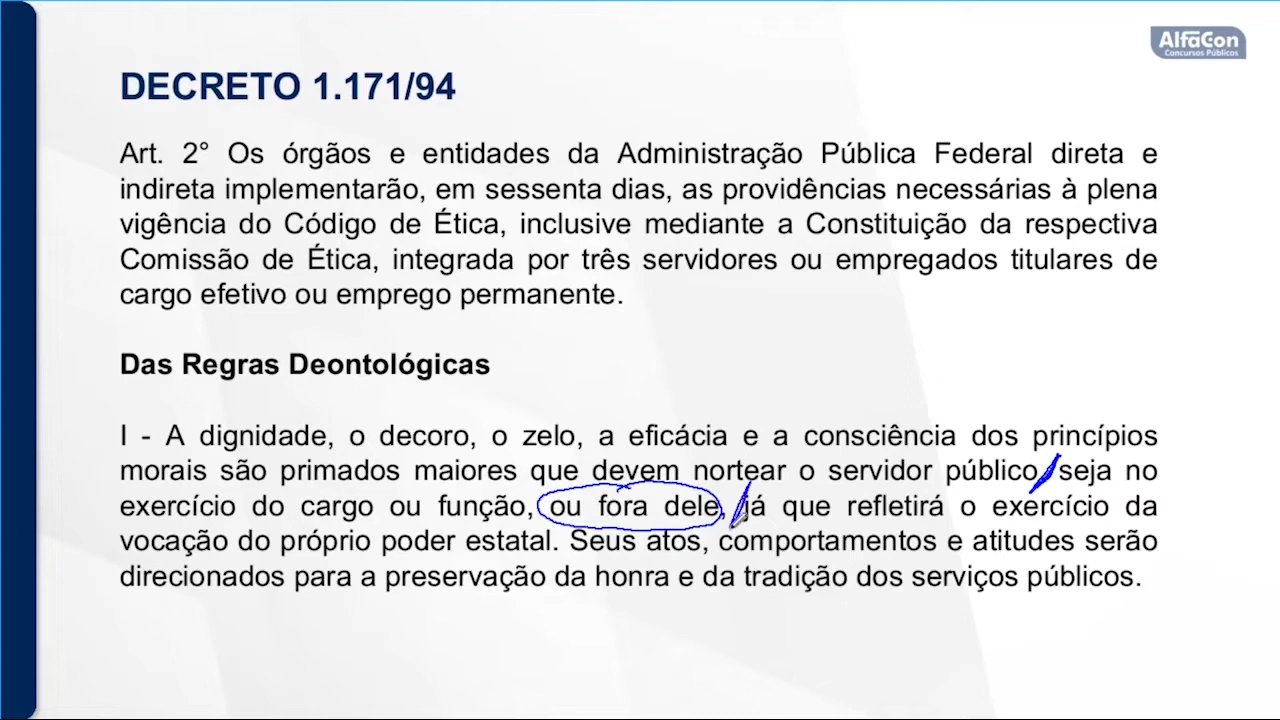 AlfaCon
Concursos Públicos
DECRETO 1.171/94
Art. 2° Os órgãos e entidades da Administração Pública Federal direta e
indireta implementarão, em sessenta dias, as providências necessárias à plena
vigência do Código de Ética, inclusive mediante a Constituição da respectiva
Comissão de Ética, integrada por três servidores ou empregados titulares de
cargo efetivo ou emprego permanente.
Das Regras Deontológicas
I - A dignidade, o decoro, o zelo, a eficácia e a consciência dos princípios
morais são primados maiores que devem nortear o servidor público, seja no
exercício do cargo ou função, ou fora dele, já que refletirá o exercício da
vocação do próprio poder estatal. Seus atos, comportamentos e atitudes serão
direcionados para a preservação da honra e da tradição dos serviços públicos.